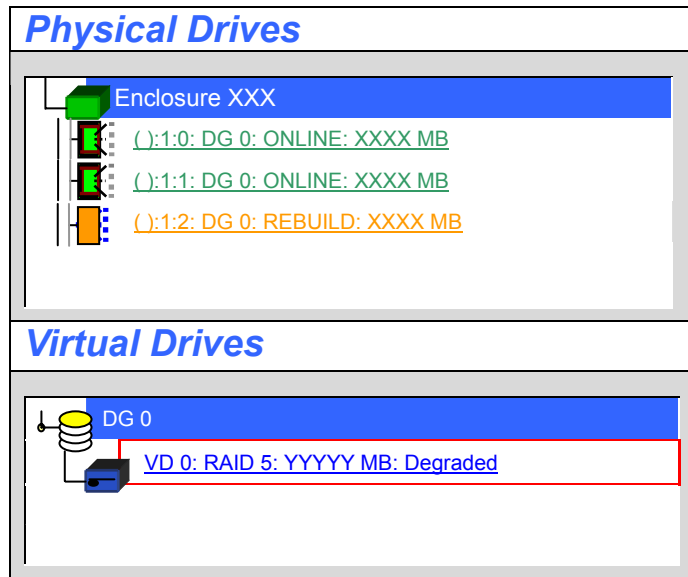 Physical Drives
Enclosure XXX
( ):1:0: DG 0: ONLINE: XXXX MB
( ):1:1: DG 0: ONLINE: XXXX MB
( ):1:2: DG 0: REBUILD: XXXX MB
Virtual Drives
DG 0
VD 0: RAID 5: YYYYY MB: Degraded